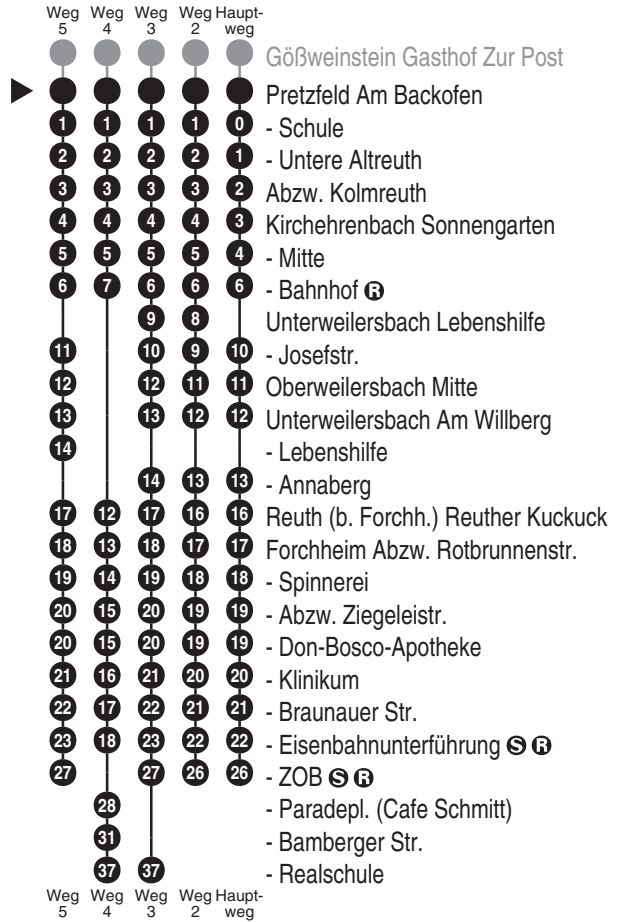 Weg Weg Weg Weg Haupt-
5 4 3 2 weg
Gößweinstein Gasthof Zur Post
Pretzfeld Am Backofen
1 1 1 1 0 - Schule
2 2 2 2 1 - Untere Altreuth
3 3 3 3 2 Abzw. Kolmreuth
4 4 4 4 3 Kirchehrenbach Sonnengarten
5 5 5 5 4 - Mitte
6 7 6 6 6 - Bahnhof R
9 8 Unterweilersbach Lebenshilfe
11 10 9 10 - Josefstr.
12 12 11 11 Oberweilersbach Mitte
13 13 12 12 Unterweilersbach Am Willberg
14 - Lebenshilfe
14 13 13 - Annaberg
17 12 17 16 16 Reuth (b. Forchh.) Reuther Kuckuck
18 13 18 17 17 Forchheim Abzw. Rotbrunnenstr.
19 14 19 18 18 - Spinnerei
20 15 20 19 19 - Abzw. Ziegeleistr.
20 15 20 19 19 - Don-Bosco-Apotheke
21 16 21 20 20 - Klinikum
22 17 22 21 21 - Braunauer Str.
23 18 23 22 22 - Eisenbahnunterführung S R
27 27 26 26 - ZOB S R
28 - Paradepl. (Cafe Schmitt)
31 - Bamberger Str.
37 37 - Realschule
Weg Weg Weg Weg Haupt-
5 4 3 2 weg